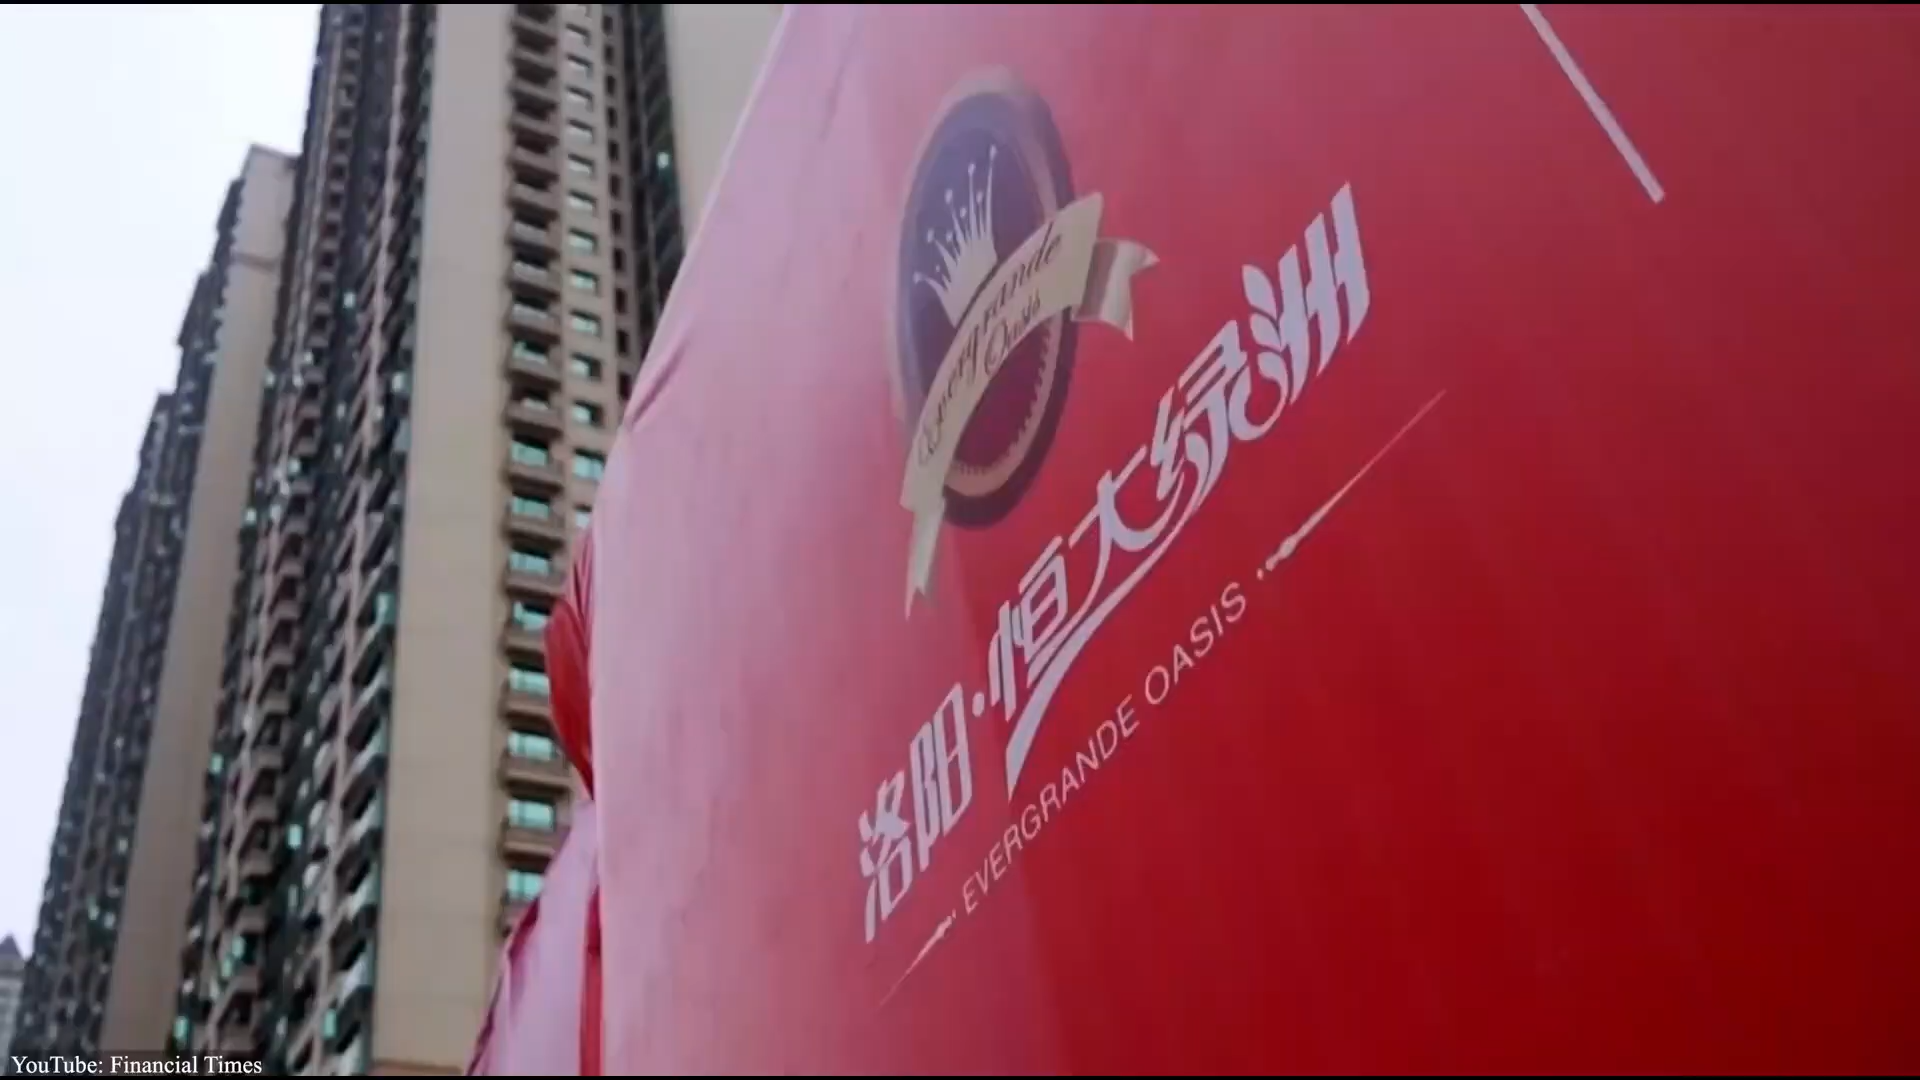 Evergrande
Oasis
洛阳·恒大绿洲
EVERGRANDE OASIS
YouTube: Financial Times